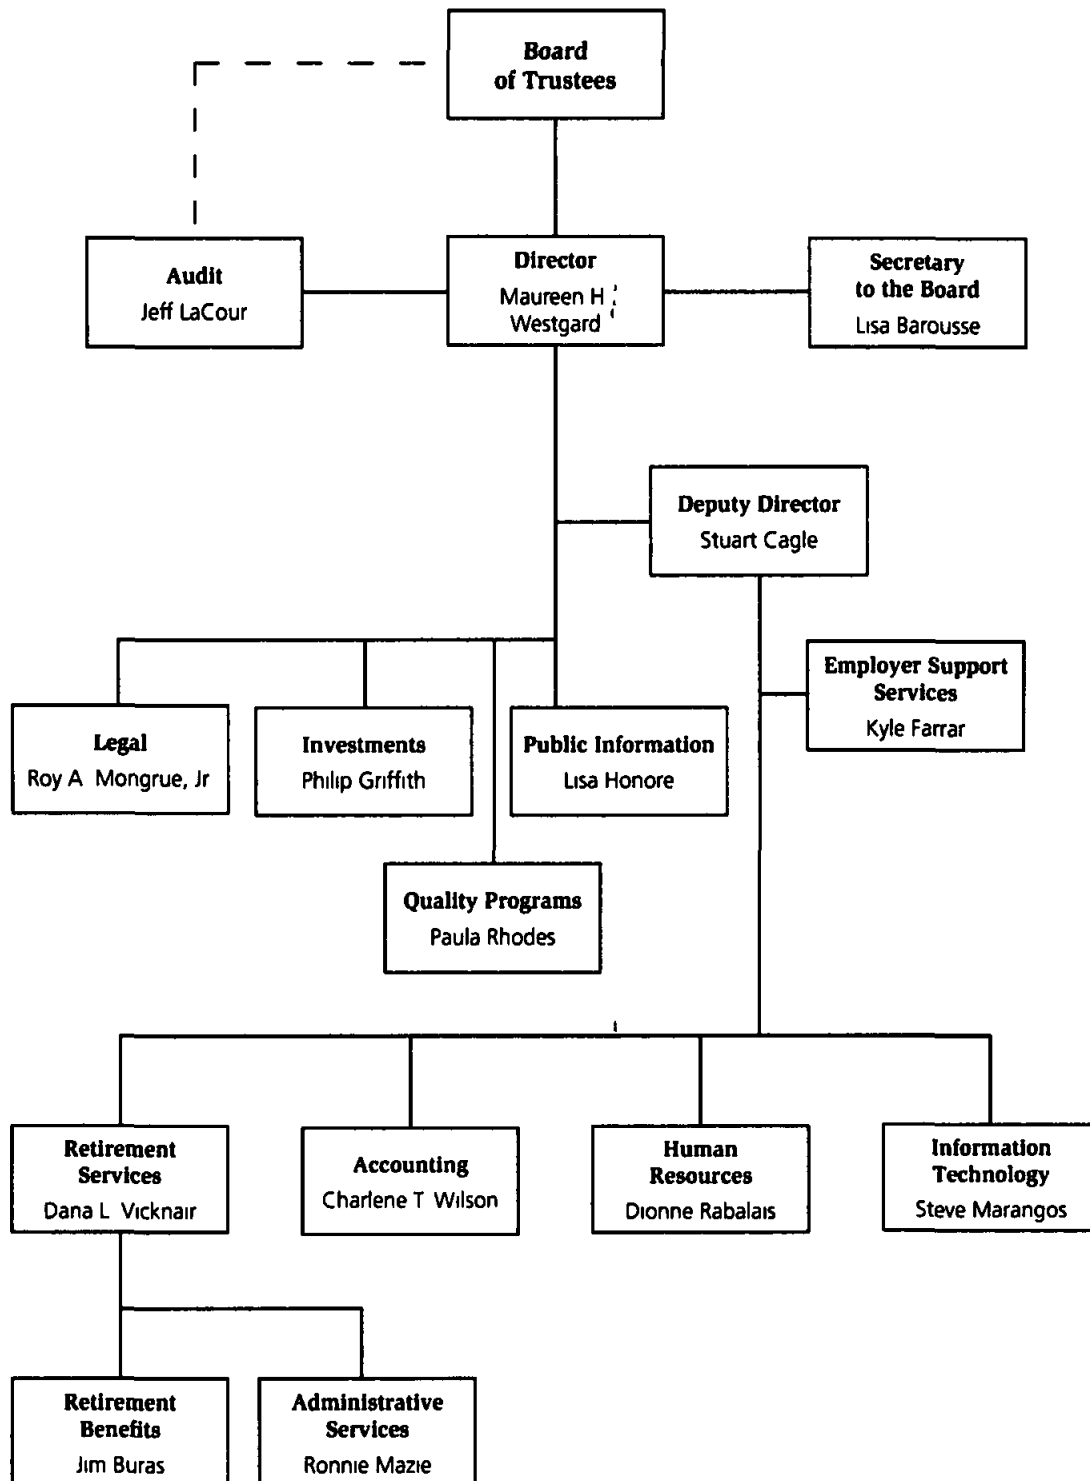 Board
of Trustees
Audit
Jeff LaCour
Director
Maureen H
Westgard
Secretary
to the Board
Lisa Barousse
Deputy Director
Stuart Cagle
Employer Support
Services
Kyle Farrar
Legal
Roy A Mongrue, Jr
Investments
Philip Griffith
Public Information
Lisa Honore
Quality Programs
Paula Rhodes
Retirement
Services
Dana L Vicknair
Accounting
Charlene T Wilson
Human
Resources
Dionne Rabalais
Information
Technology
Steve Marangos
Retirement
Benefits
Jim Buras
Administrative
Services
Ronnie Mazie